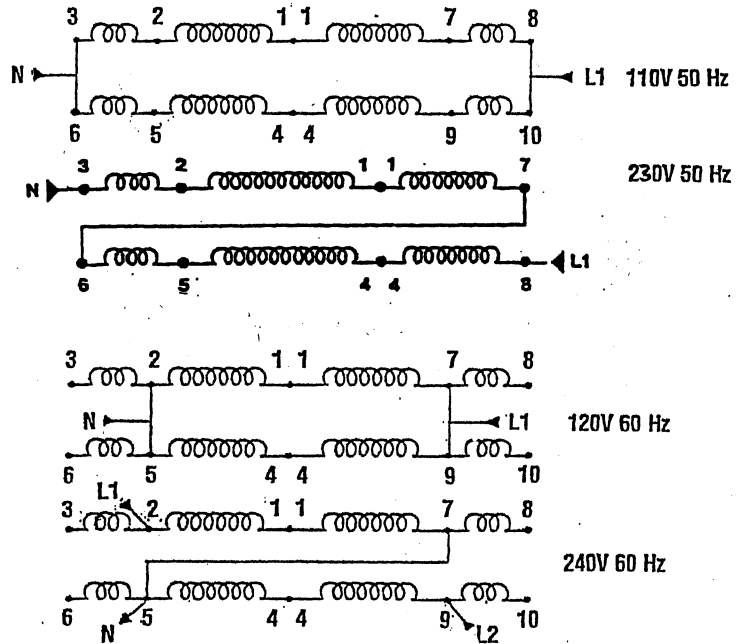 3 2 1 1 7 8
N L1 110V 50 Hz
6 5 4 4 9 10
3 2 1 1 7
N 230V 50 Hz
6 5 4 4 8 L1
3 2 1 1 7 8
N L1 120V 60 Hz
6 5 4 4 9 10
L1
3 2 1 1 7 8
240V 60 Hz
6 5 4 4 9 10
N L2